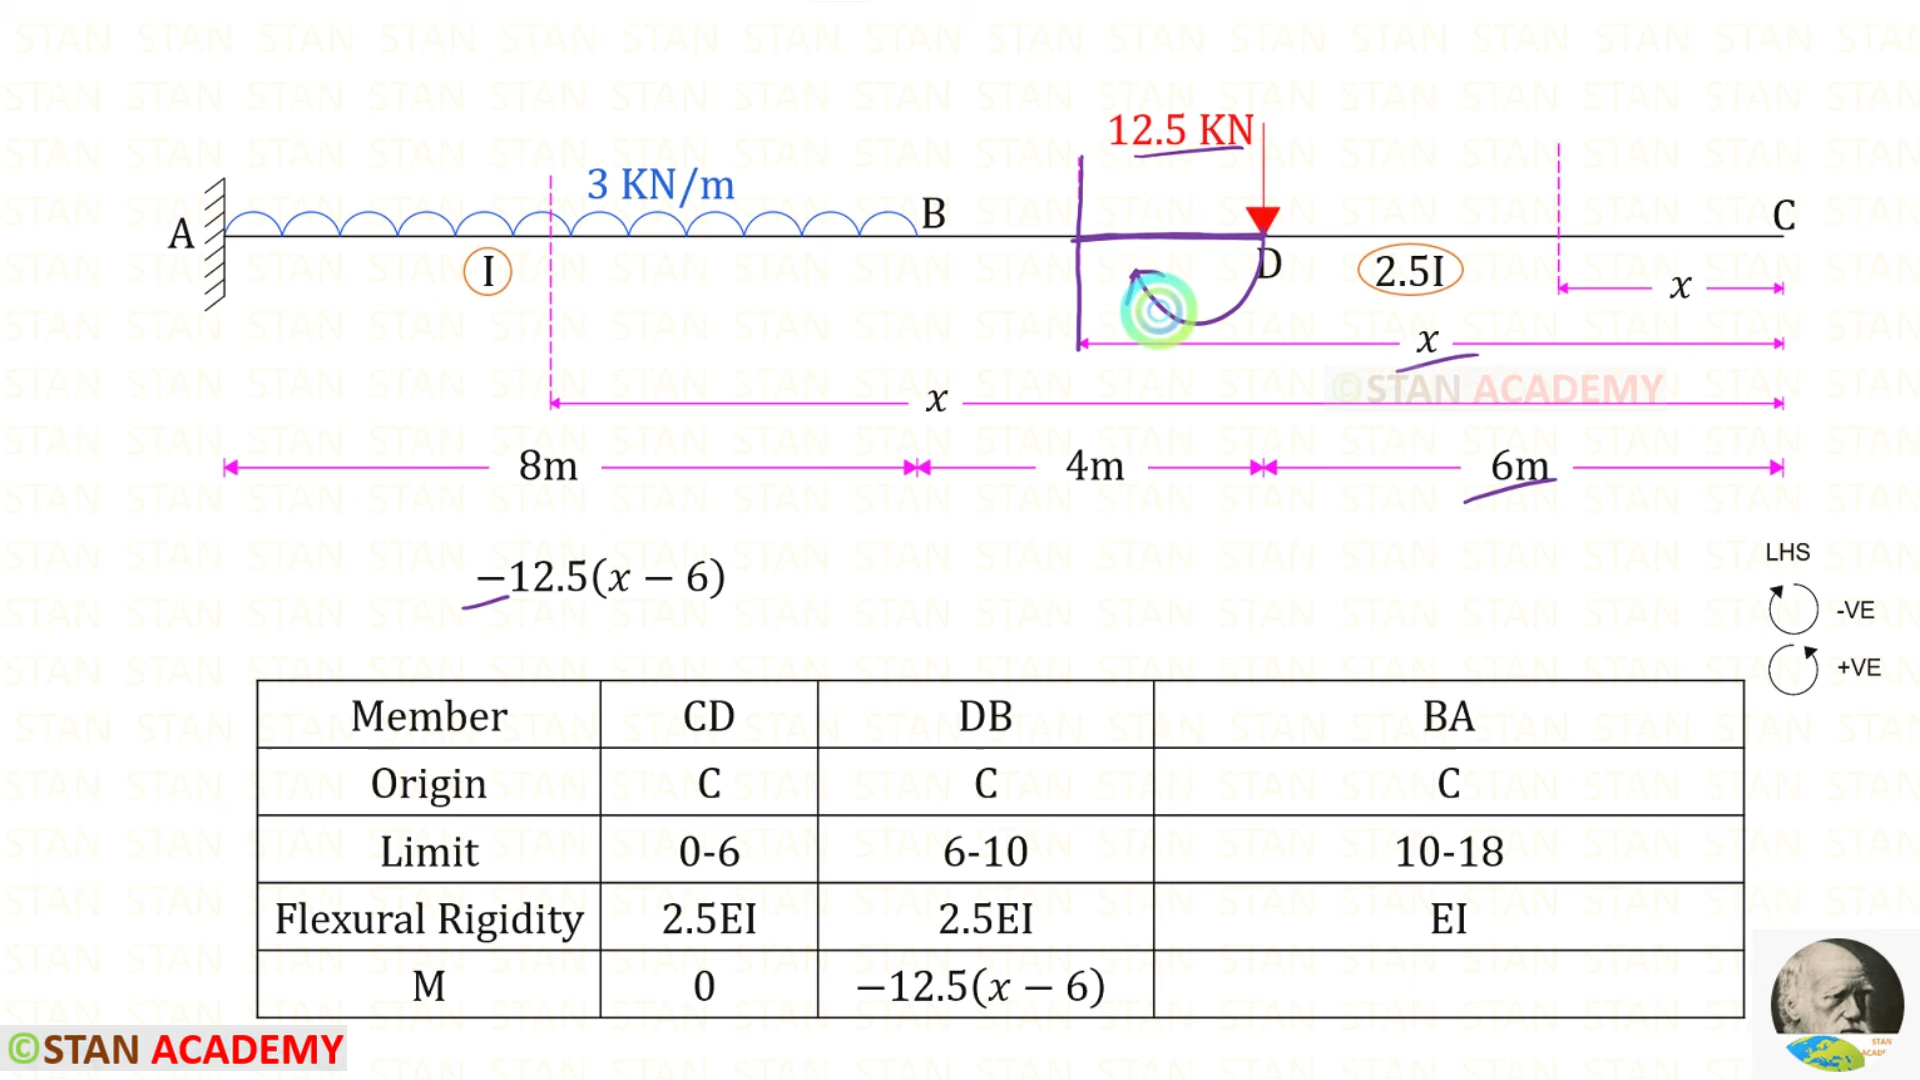 12.5 KN
3 KN/m
A
B
C
I
D
2.5I
x
x
©STAN ACADEMY
x
8m
4m
6m
−12.5(x − 6)
LHS
-VE
+VE
Member CD DB BA
Origin C C C
Limit 0-6 6-10 10-18
Flexural Rigidity 2.5EI 2.5EI EI
M 0 −12.5(x − 6)
©STAN ACADEMY
STAN